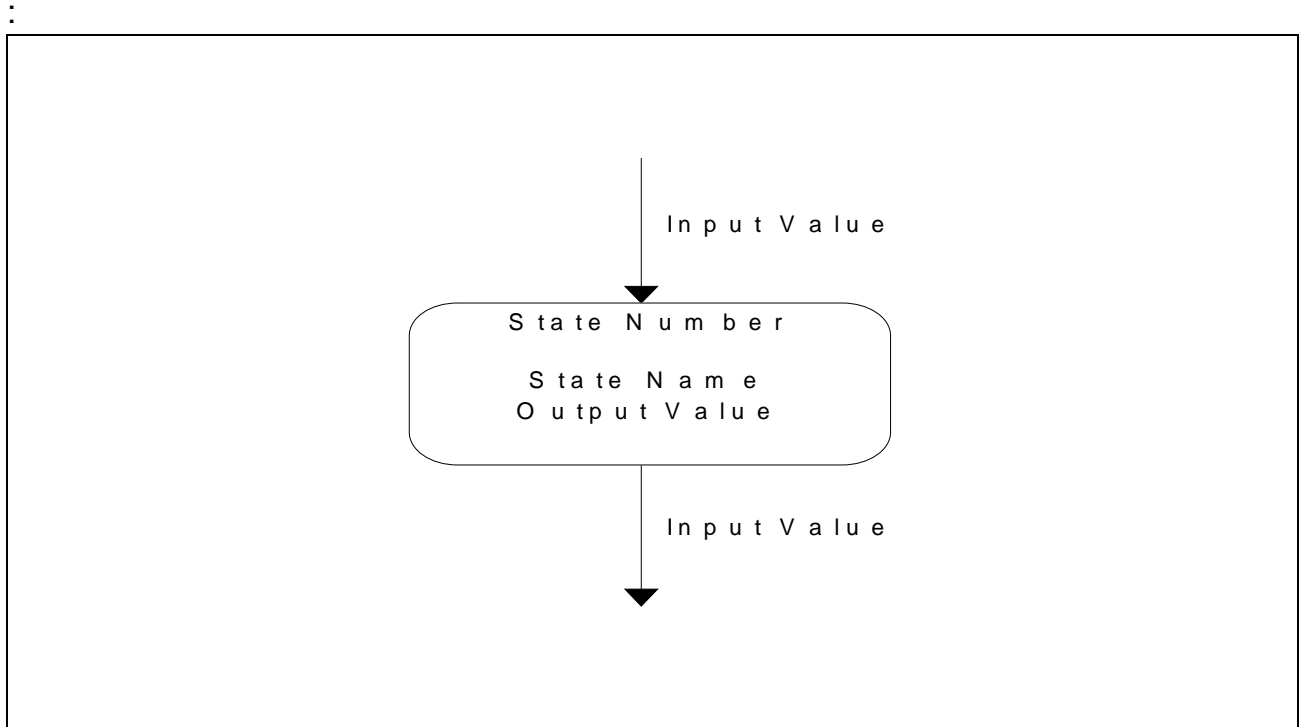 :
Input Value
State Number
State Name
Output Value
Input Value